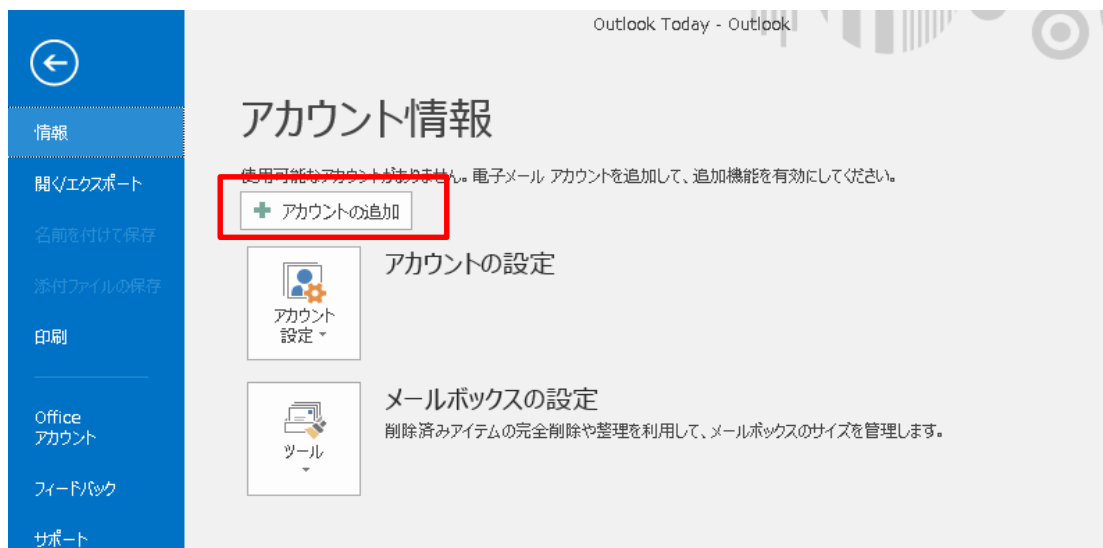 Outlook Today - Outlook
アカウント情報
情報
開く/エクスポート
名前を付けて保存
添付ファイルの保存
印刷
Office
アカウント
フィードバック
サポート
使用可能なアカウントがありません。電子メール アカウントを追加して、追加機能を有効にしてください。
アカウントの追加
アカウント
設定
アカウントの設定
ツール
メールボックスの設定
削除済みアイテムの完全削除や整理を利用して、メールボックスのサイズを管理します。